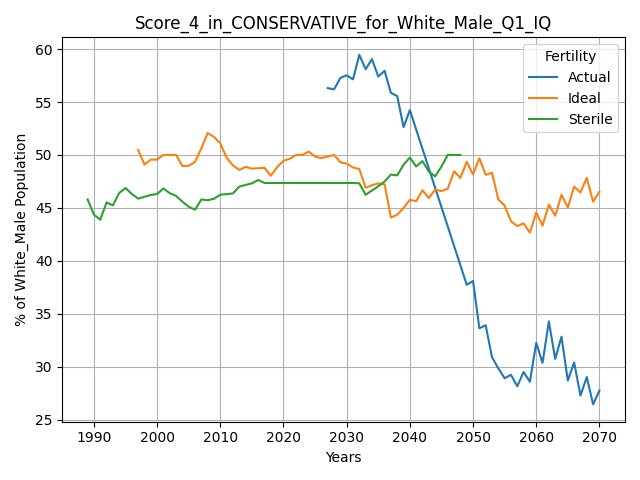 Score_4_in_CONSERVATIVE_for_White_Male_Q1_IQ
Fertility
Actual
Ideal
Sterile
% of White_Male Population
60
55
50
45
40
35
30
25
1990 2000 2010 2020 2030 2040 2050 2060 2070
Years